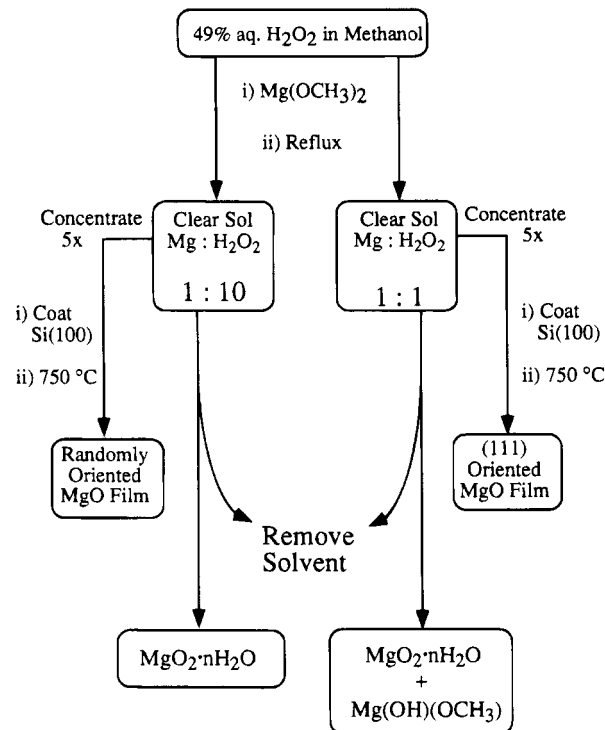 49% aq. H₂O₂ in Methanol
i) Mg(OCH₃)₂
ii) Reflux
Concentrate
5x
Clear Sol
Mg : H₂O₂
1 : 10
Clear Sol
Mg : H₂O₂
1 : 1
Concentrate
5x
i) Coat
Si(100)
ii) 750 °C
i) Coat
Si(100)
ii) 750 °C
Randomly
Oriented
MgO Film
(111)
Oriented
MgO Film
Remove
Solvent
MgO₂·nH₂O
MgO₂·nH₂O
+
Mg(OH)(OCH₃)